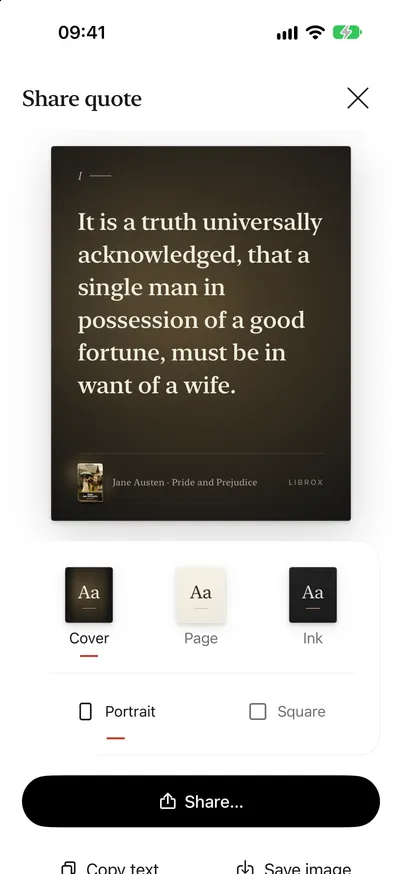 09:41
Share quote
I
It is a truth universally
acknowledged, that a
single man in
possession of a good
fortune, must be in
want of a wife.
Jane Austen · Pride and Prejudice
LIBROX
Aa
Aa
Aa
Cover
Page
Ink
Portrait
Square
Share...
Copy text
Save image